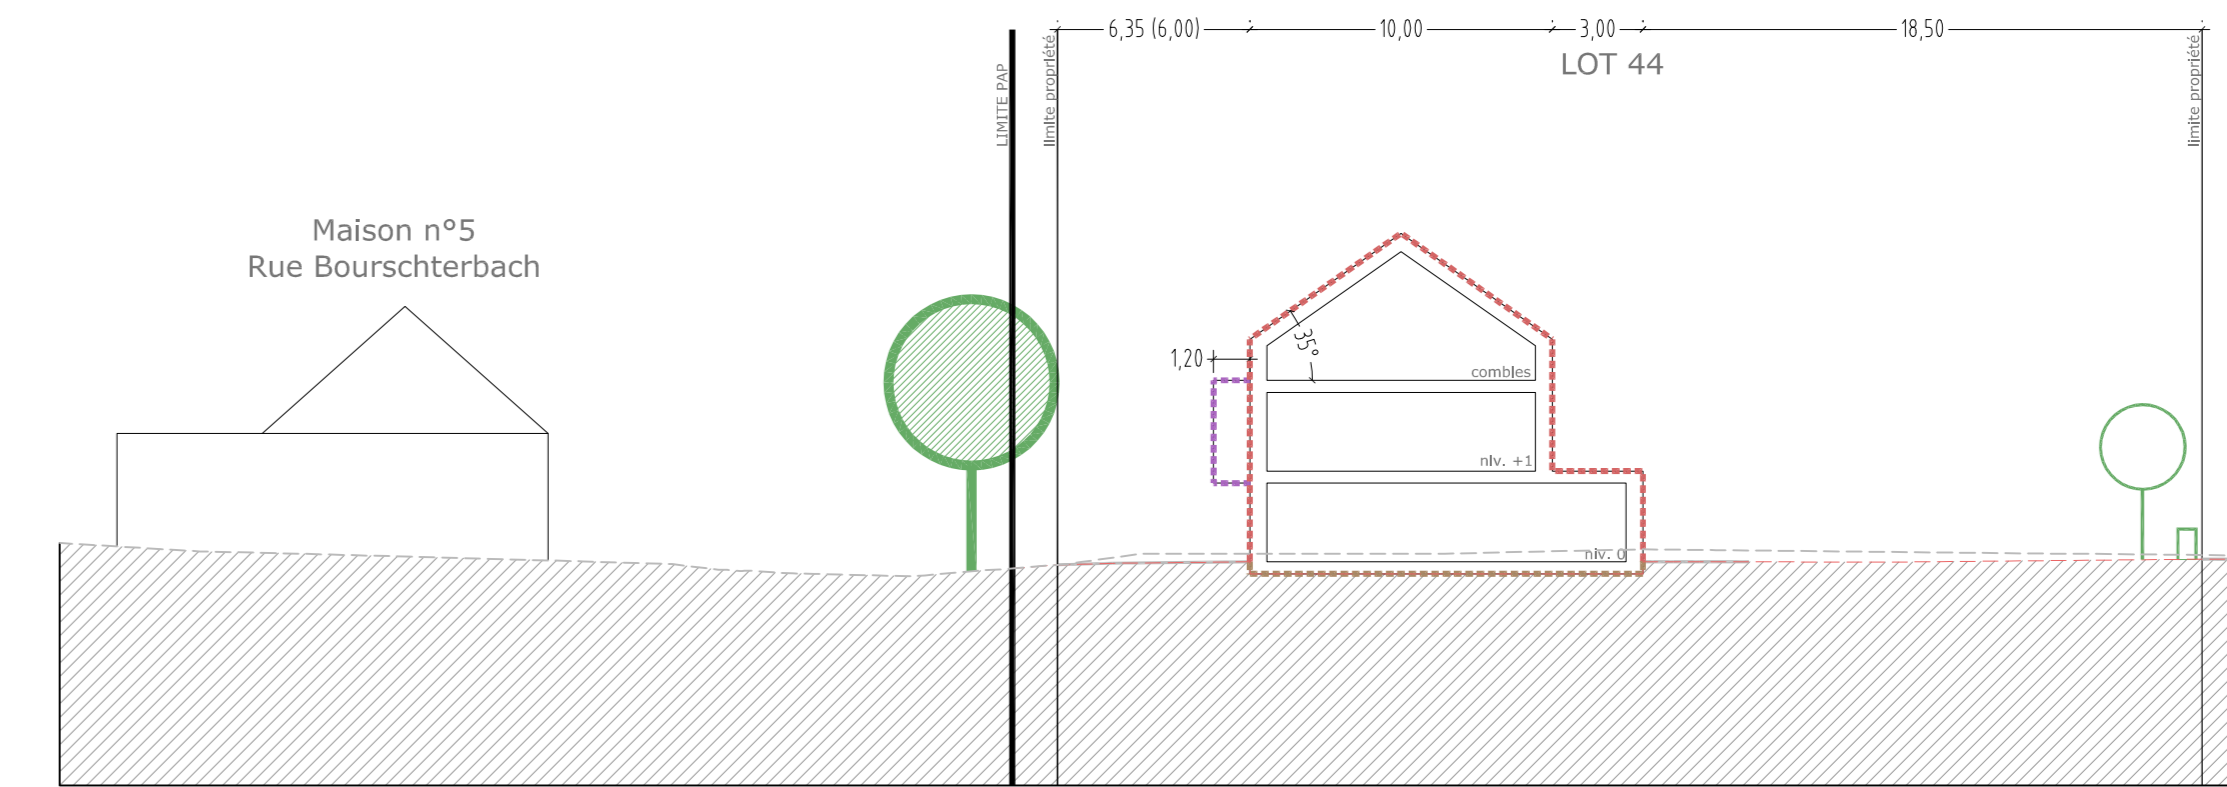 6,35 (6,00)
10,00
3,00
18,50
LOT 44
LIMITE PAP
limite propriété
limite propriété
Maison n°5
Rue Bourschterbach
1,20
35°
combles
niv. +1
niv. 0